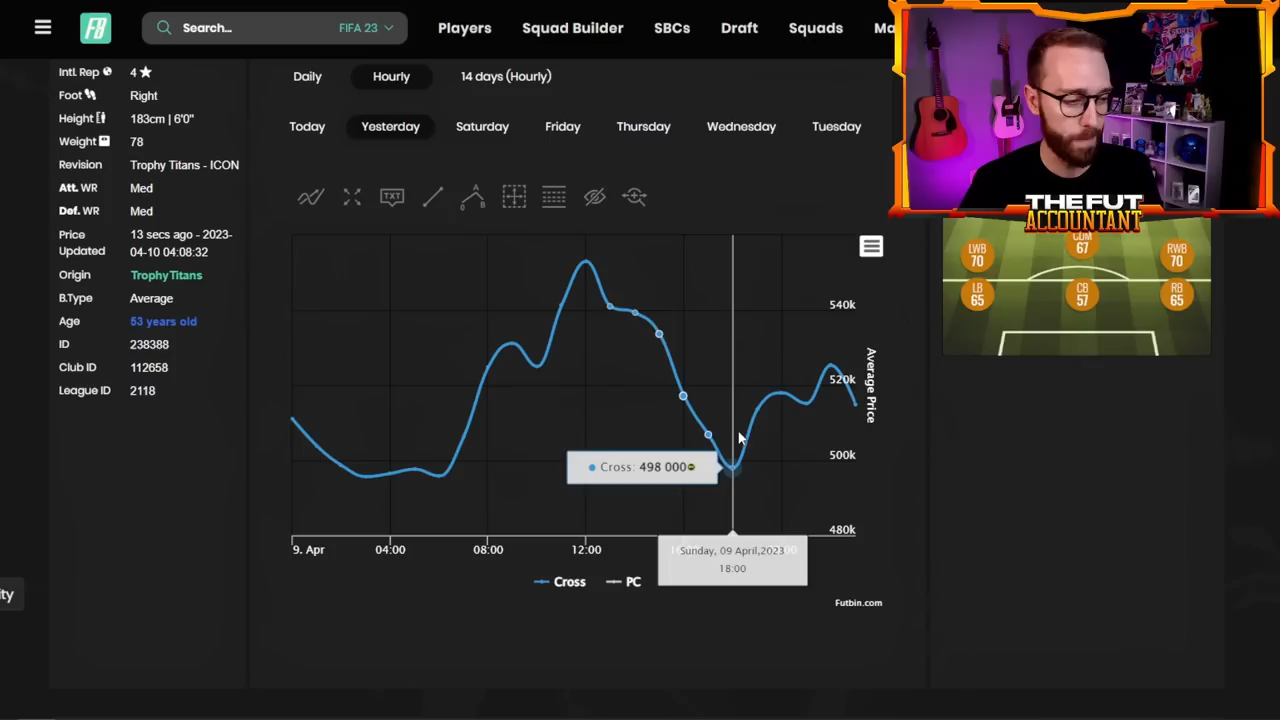 FB
Search...
FIFA 23
Players
Squad Builder
SBCs
Draft
Squads
Ma
Intl. Rep 4
Foot Right
Height 183cm | 6'0"
Weight 78
Revision Trophy Titans - ICON
Att. WR Med
Def. WR Med
Price Updated 13 secs ago - 2023-04-10 04:08:32
Origin TrophyTitans
B.Type Average
Age 53 years old
ID 238388
Club ID 112658
League ID 2118
ty
Daily
Hourly
14 days (Hourly)
Today
Yesterday
Saturday
Friday
Thursday
Wednesday
Tuesday
TXT
540k
520k
500k
480k
Average Price
Cross: 498 000
9. Apr
04:00
08:00
12:00
Sunday, 09 April,2023
18:00
Cross
PC
Futbin.com
THE FUT
ACCOUNTANT
LWB
70
CDM
67
RWB
70
LB
65
CB
57
RB
65